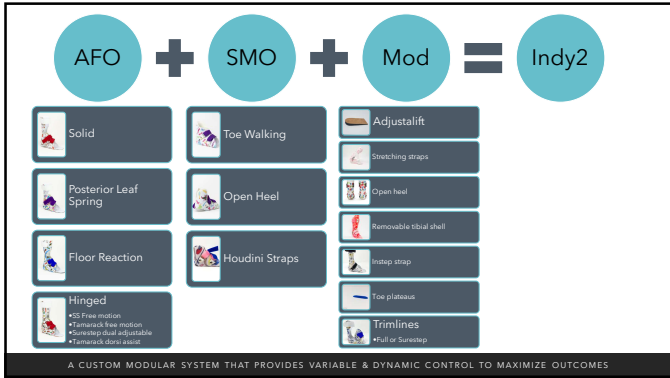 AFO + SMO + Mod = Indy2
Solid
Posterior Leaf
Spring
Floor Reaction
Hinged
•SS Free motion
•Tamarack free motion
•Surestep dual adjustable
•Tamarack dorsi assist
Toe Walking
Open Heel
Houdini Straps
Adjustalift
Stretching straps
Open heel
Removable tibial shell
Instep strap
Toe plateaus
Trimlines
•Full or Surestep
A CUSTOM MODULAR SYSTEM THAT PROVIDES VARIABLE & DYNAMIC CONTROL TO MAXIMIZE OUTCOMES